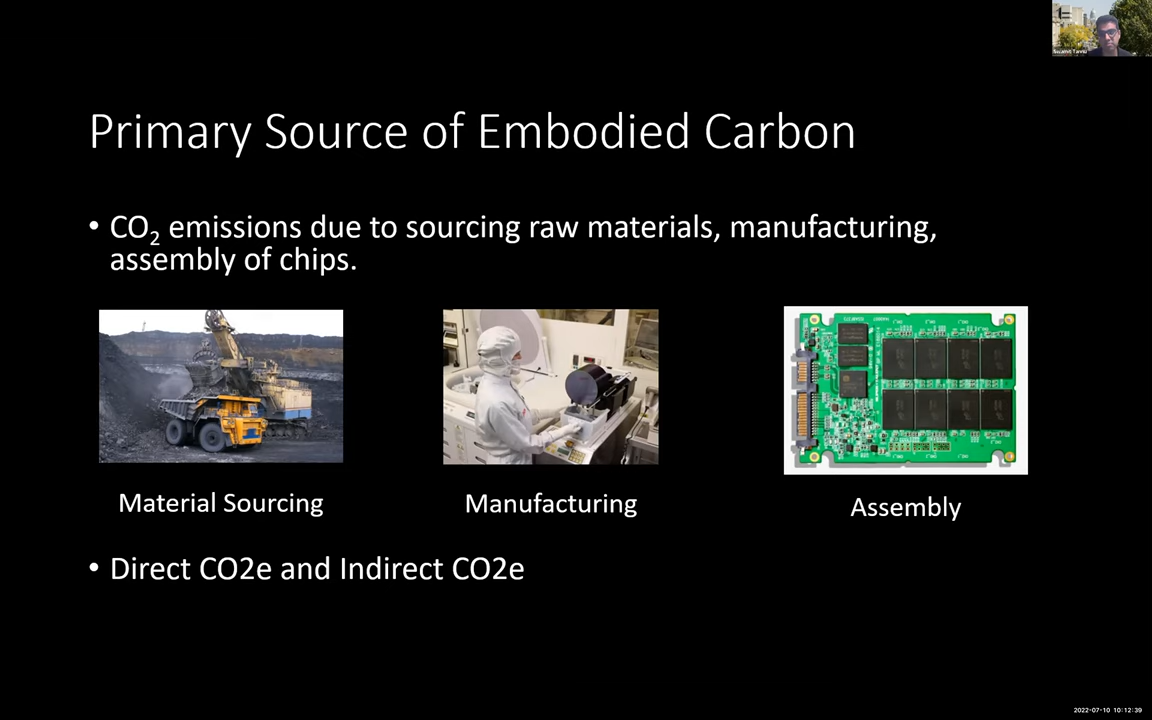 Primary Source of Embodied Carbon
• CO₂ emissions due to sourcing raw materials, manufacturing,
assembly of chips.
Material Sourcing
Manufacturing
Assembly
• Direct CO2e and Indirect CO2e
2022-07-10 10:12:39